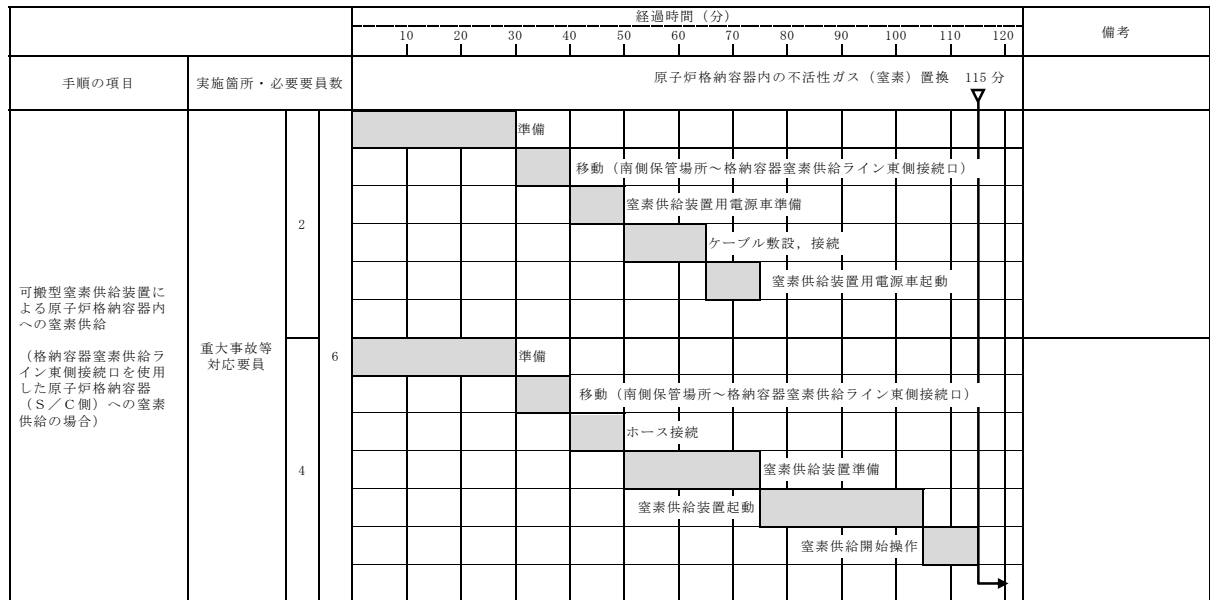 経過時間（分）
備考
10 20 30 40 50 60 70 80 90 100 110 120
手順の項目
実施箇所・必要要員数
原子炉格納容器内の不活性ガス（窒素）置換 115 分
可搬型窒素供給装置に
よる原子炉格納容器内
への窒素供給
（格納容器窒素供給ラ
イン東側接続口を使用
した原子炉格納容器
（Ｓ／Ｃ側）への窒素
供給の場合）
重大事故等
対応要員
2
6
4
準備
移動（南側保管場所～格納容器窒素供給ライン東側接続口）
窒素供給装置用電源車準備
ケーブル敷設，接続
窒素供給装置用電源車起動
準備
移動（南側保管場所～格納容器窒素供給ライン東側接続口）
ホース接続
窒素供給装置準備
窒素供給装置起動
窒素供給開始操作